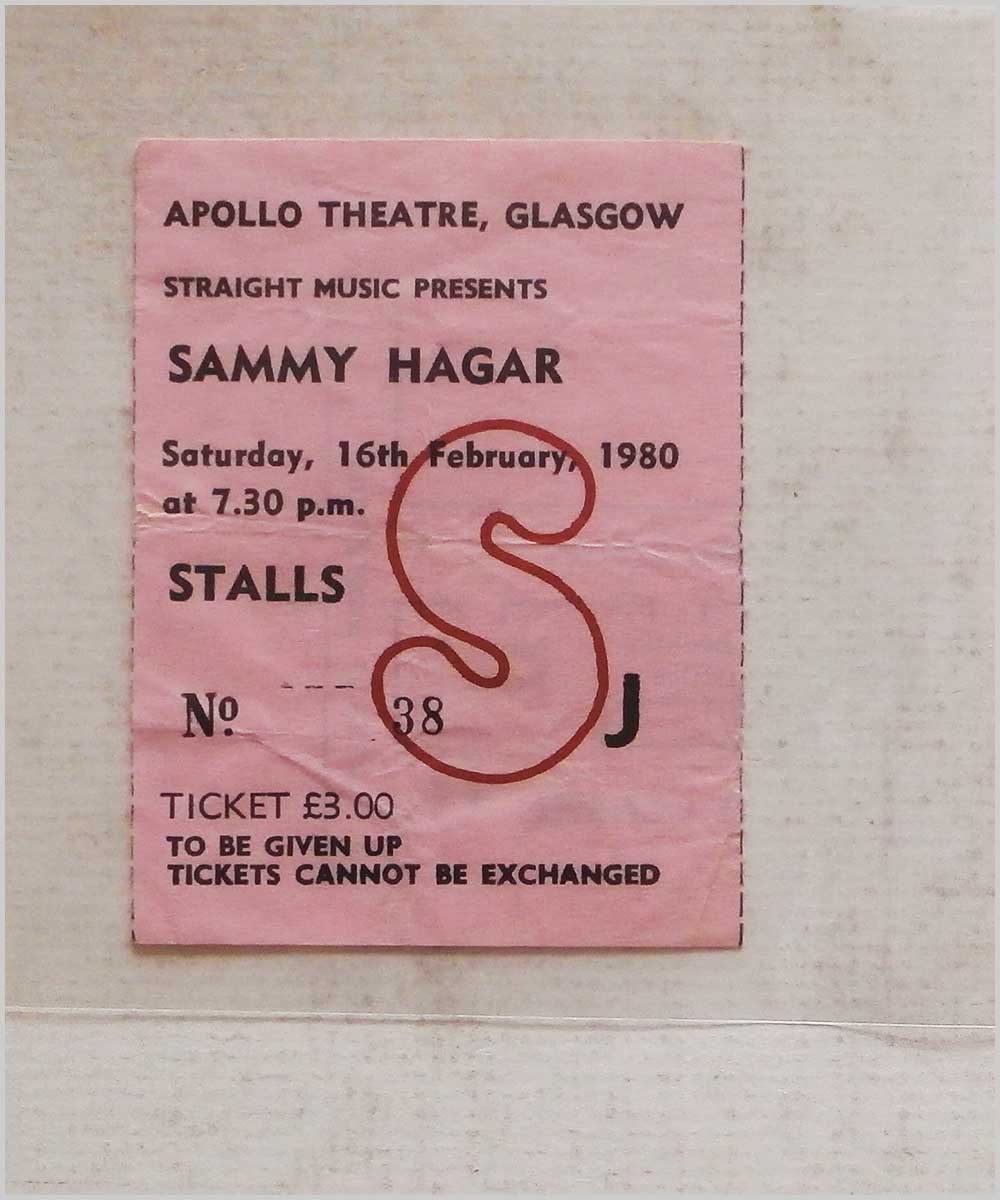 APOLLO THEATRE, GLASGOW
STRAIGHT MUSIC PRESENTS
SAMMY HAGAR
Saturday, 16th February, 1980
at 7.30 p.m.
STALLS
S
Nº 38 J
TICKET £3.00
TO BE GIVEN UP
TICKETS CANNOT BE EXCHANGED